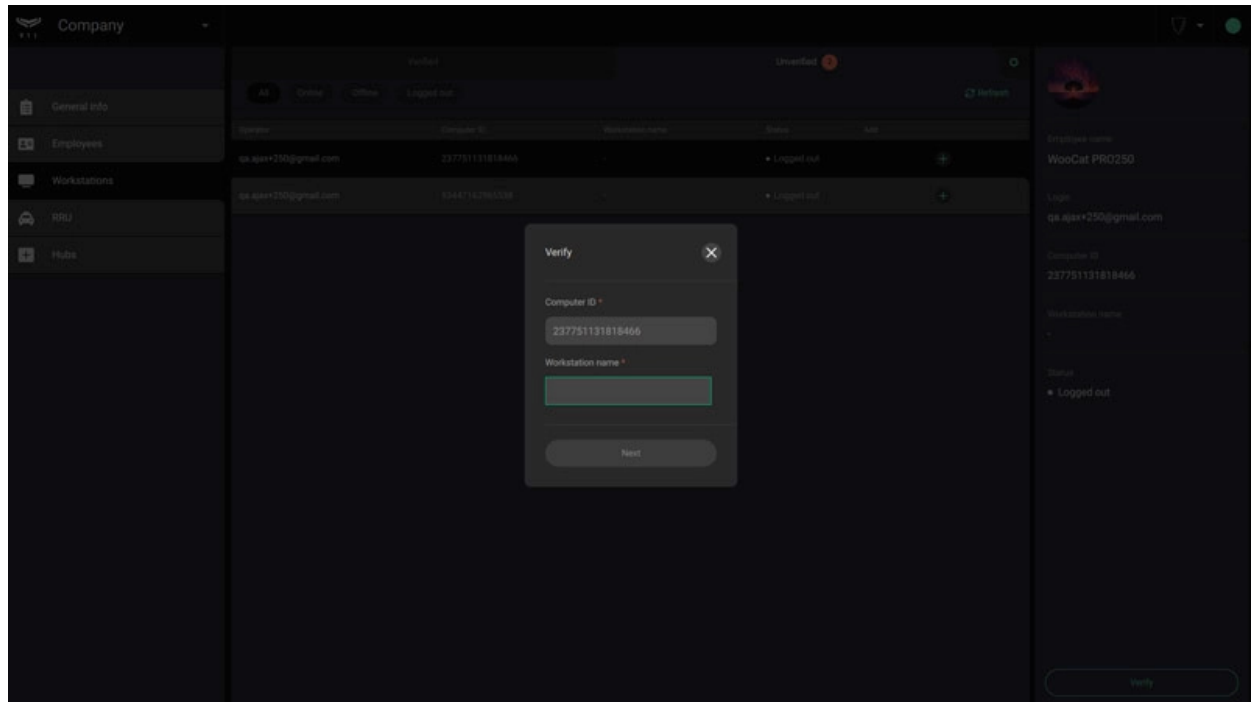 Company
General info
Employees
Workstations
RRU
Hubs
Verified
Unverified 2
All Online Offline Logged out
Refresh
Operator Computer ID Workstation name Status Add
qa.ajax+250@gmail.com 237751131818466 - • Logged out
qa.ajax+250@gmail.com - • Logged out
Verify
Computer ID *
237751131818466
Workstation name *
Next
Employee name
WooCat PRO250
Login
qa.ajax+250@gmail.com
Computer ID
237751131818466
Workstation name
-
Status
• Logged out
Verify